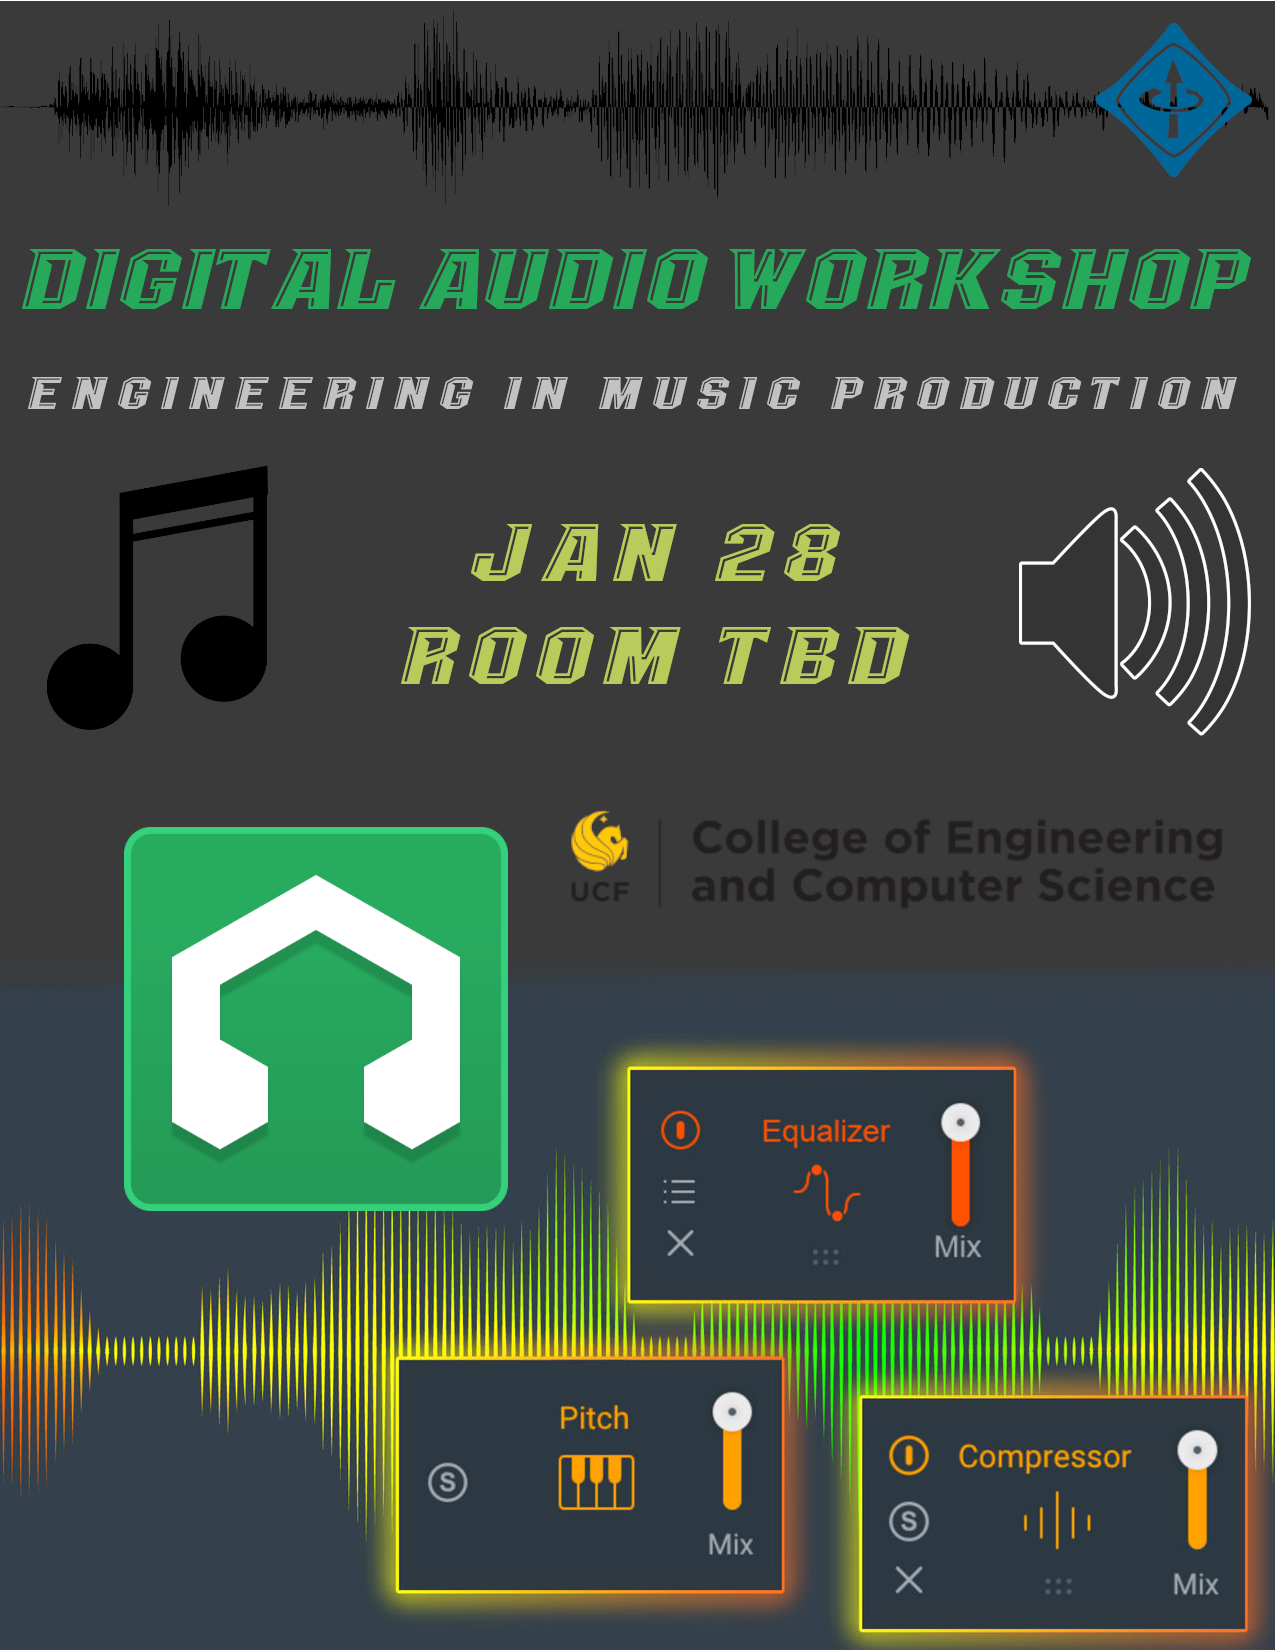 DIGITAL AUDIO WORKSHOP
ENGINEERING IN MUSIC PRODUCTION
JAN 28
ROOM TBD
UCF
College of Engineering
and Computer Science
Equalizer
Mix
Pitch
S
Mix
Compressor
S
Mix